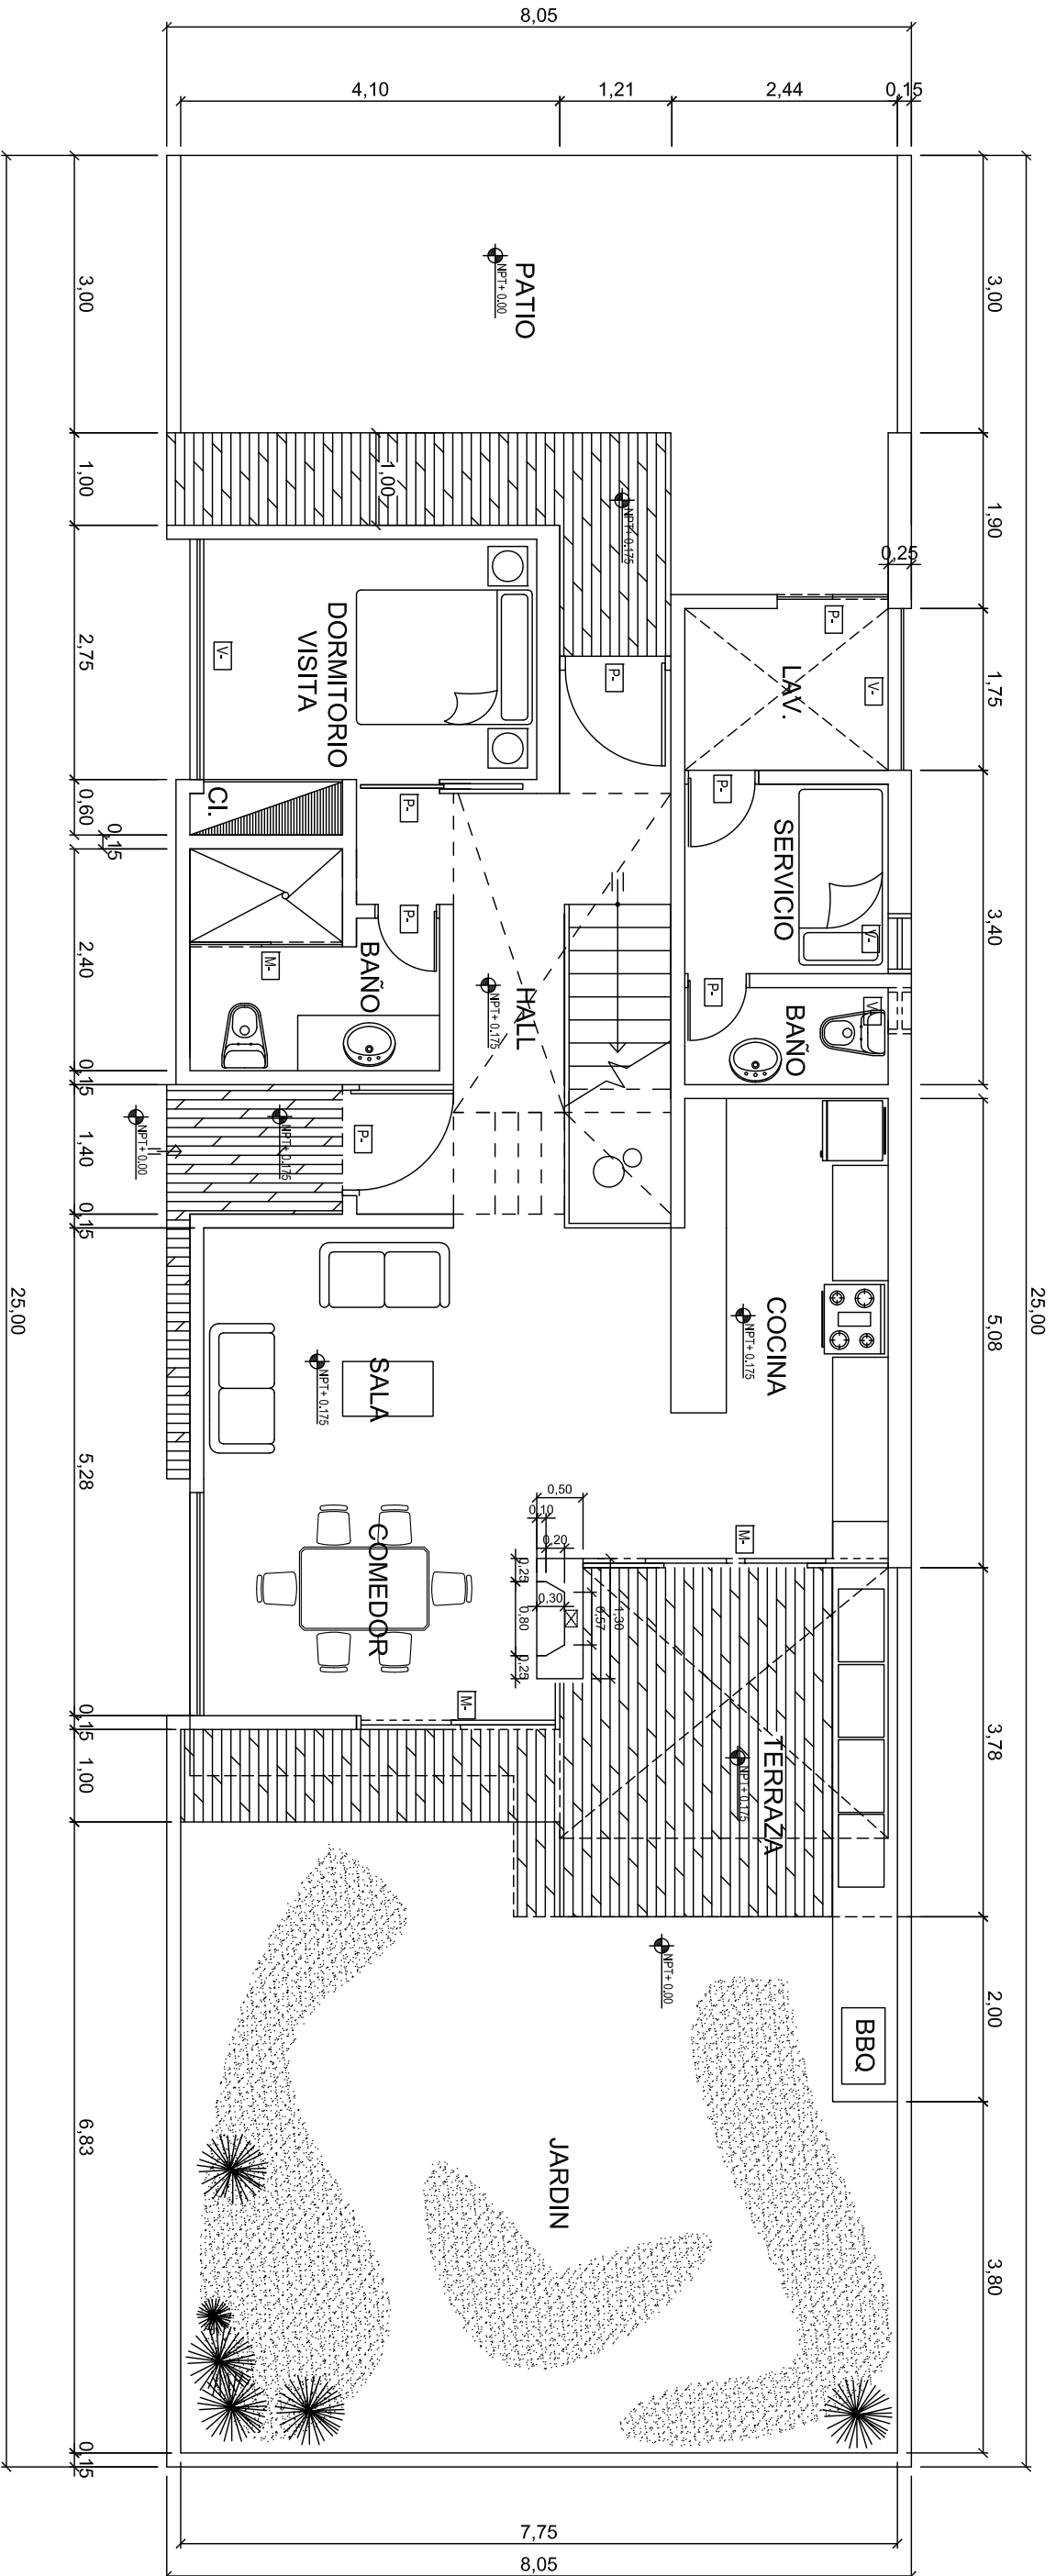 8,05
4,10
1,21
2,44
0,15
3,00
1,00
2,75
0,60
0,15
2,40
0,15
1,40
0,15
5,28
0,15
1,00
6,83
0,15
25,00
3,00
1,90
0,25
1,75
3,40
5,08
3,78
2,00
3,80
25,00
PATIO
NPT+ 0.00
1,00
NPT+ 0.175
DORMITORIO
VISITA
V-
P-
LAV.
P-
V-
P-
SERVICIO
V-
P-
BAÑO
V-
Cl.
P-
P-
BAÑO
M-
HALL
NPT+ 0.175
NPT+ 0.00
NPT+ 0.175
P-
COCINA
NPT+ 0.175
SALA
NPT+ 0.175
COMEDOR
0,50
0,10
0,20
0,25
0,80
0,25
0,30
0,57
1,30
M-
M-
TERRAZA
NPT+ 0.175
NPT+ 0.00
BBQ
JARDIN
7,75
8,05